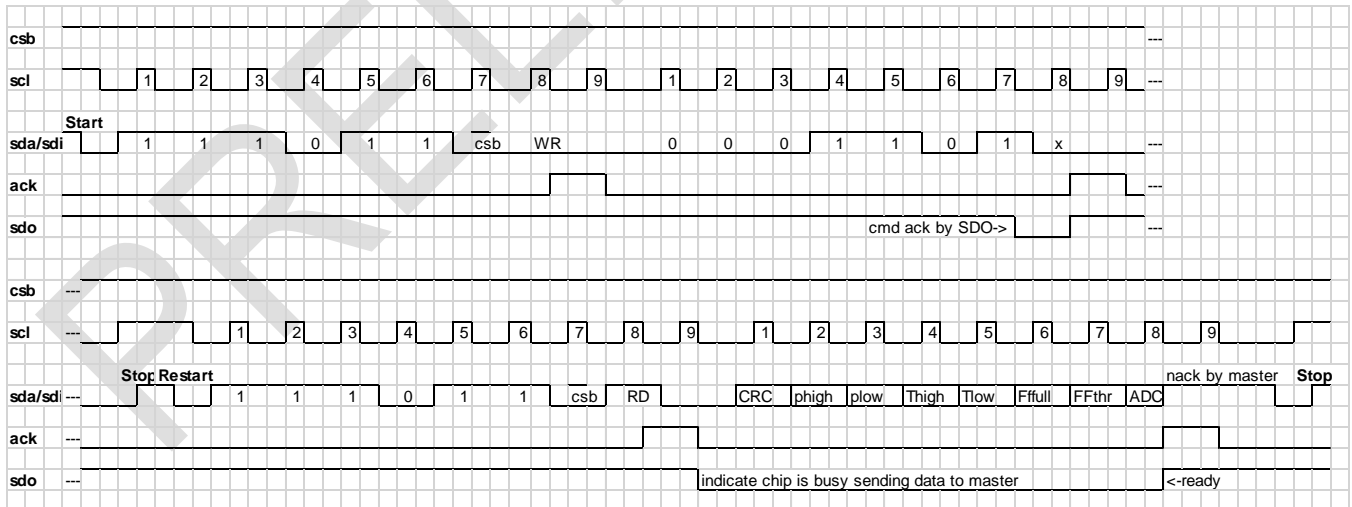 PREL
csb ---
scl 1 2 3 4 5 6 7 8 9 1 2 3 4 5 6 7 8 9 ---
Start
sda/sdi 1 1 1 0 1 1 csb WR 0 0 0 1 1 0 1 x ---
ack ---
sdo cmd ack by SDO-> ---
csb ---
scl --- 1 2 3 4 5 6 7 8 9 1 2 3 4 5 6 7 8 9
Stop Restart nack by master Stop
sda/sdi --- 1 1 1 0 1 1 csb RD CRC phigh plow Thigh Tlow Fffull FFthr ADC
ack ---
sdo --- indicate chip is busy sending data to master <-ready